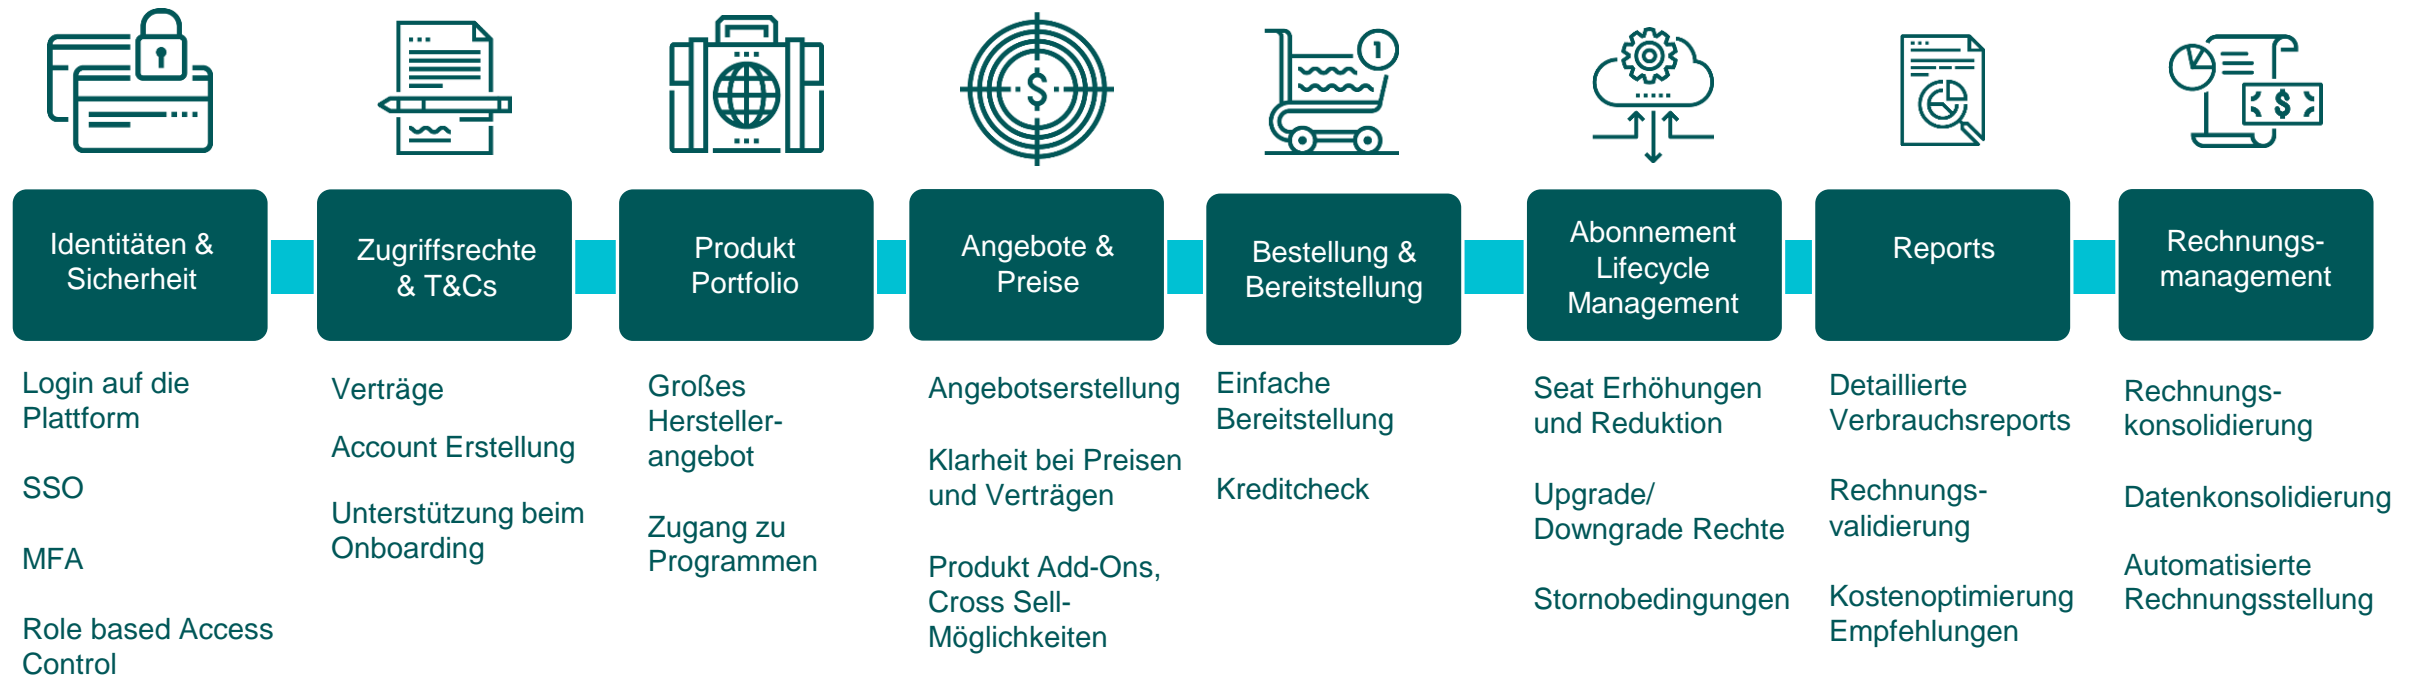 1
$
$
Identitäten &
Sicherheit
Zugriffsrechte
& T&Cs
Produkt
Portfolio
Angebote &
Preise
Bestellung &
Bereitstellung
Abonnement
Lifecycle
Management
Reports
Rechnungs-
management
Login auf die
Plattform
SSO
MFA
Role based Access
Control
Verträge
Account Erstellung
Unterstützung beim
Onboarding
Großes
Hersteller-
angebot
Zugang zu
Programmen
Angebotserstellung
Klarheit bei Preisen
und Verträgen
Produkt Add-Ons,
Cross Sell-
Möglichkeiten
Einfache
Bereitstellung
Kreditcheck
Seat Erhöhungen
und Reduktion
Upgrade/
Downgrade Rechte
Stornobedingungen
Detaillierte
Verbrauchsreports
Rechnungs-
validierung
Kostenoptimierung
Empfehlungen
Rechnungs-
konsolidierung
Datenkonsolidierung
Automatisierte
Rechnungsstellung